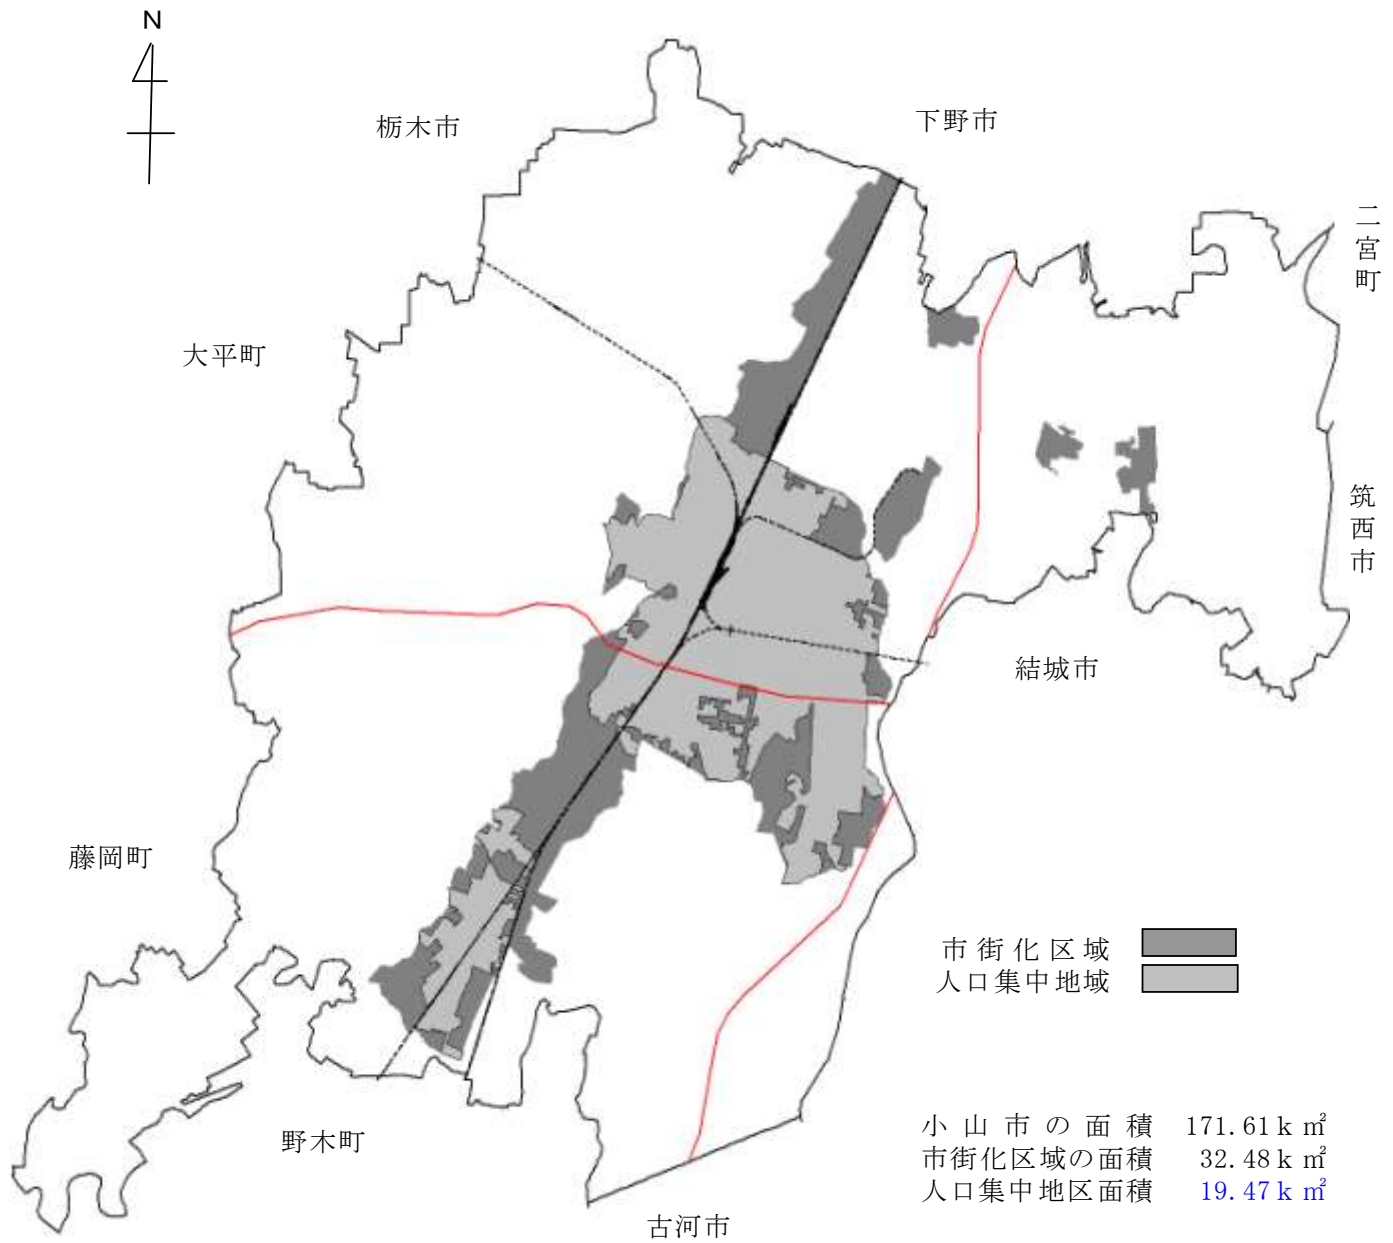 N
栃木市
下野市
二宮町
大平町
筑西市
結城市
藤岡町
市街化区域
人口集中地域
野木町
小山市の面積 171.61k㎡
市街化区域の面積 32.48k㎡
人口集中地区面積 19.47k㎡
古河市